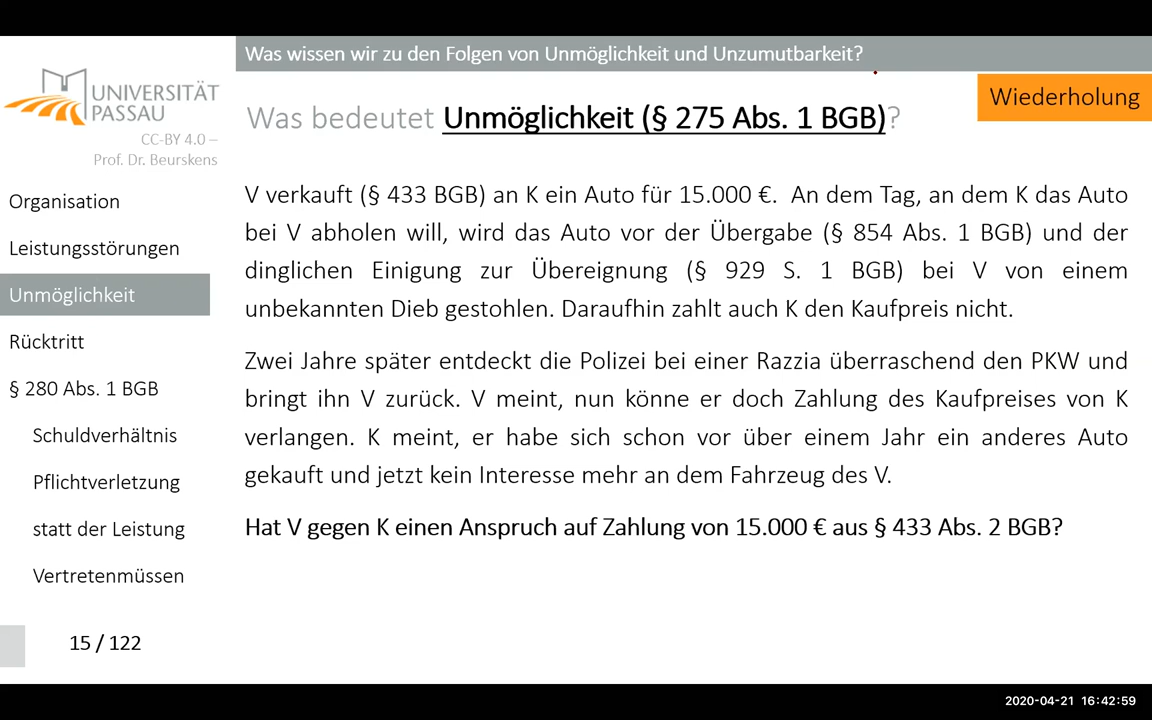 Was wissen wir zu den Folgen von Unmöglichkeit und Unzumutbarkeit?
UNIVERSITÄT
PASSAU
CC-BY 4.0 –
Prof. Dr. Beurskens
Wiederholung
Was bedeutet Unmöglichkeit (§ 275 Abs. 1 BGB)?
Organisation
Leistungsstörungen
Unmöglichkeit
Rücktritt
§ 280 Abs. 1 BGB
Schuldverhältnis
Pflichtverletzung
statt der Leistung
Vertretenmüssen
15 / 122
V verkauft (§ 433 BGB) an K ein Auto für 15.000 €. An dem Tag, an dem K das Auto
bei V abholen will, wird das Auto vor der Übergabe (§ 854 Abs. 1 BGB) und der
dinglichen Einigung zur Übereignung (§ 929 S. 1 BGB) bei V von einem
unbekannten Dieb gestohlen. Daraufhin zahlt auch K den Kaufpreis nicht.
Zwei Jahre später entdeckt die Polizei bei einer Razzia überraschend den PKW und
bringt ihn V zurück. V meint, nun könne er doch Zahlung des Kaufpreises von K
verlangen. K meint, er habe sich schon vor über einem Jahr ein anderes Auto
gekauft und jetzt kein Interesse mehr an dem Fahrzeug des V.
Hat V gegen K einen Anspruch auf Zahlung von 15.000 € aus § 433 Abs. 2 BGB?
2020-04-21 16:42:59